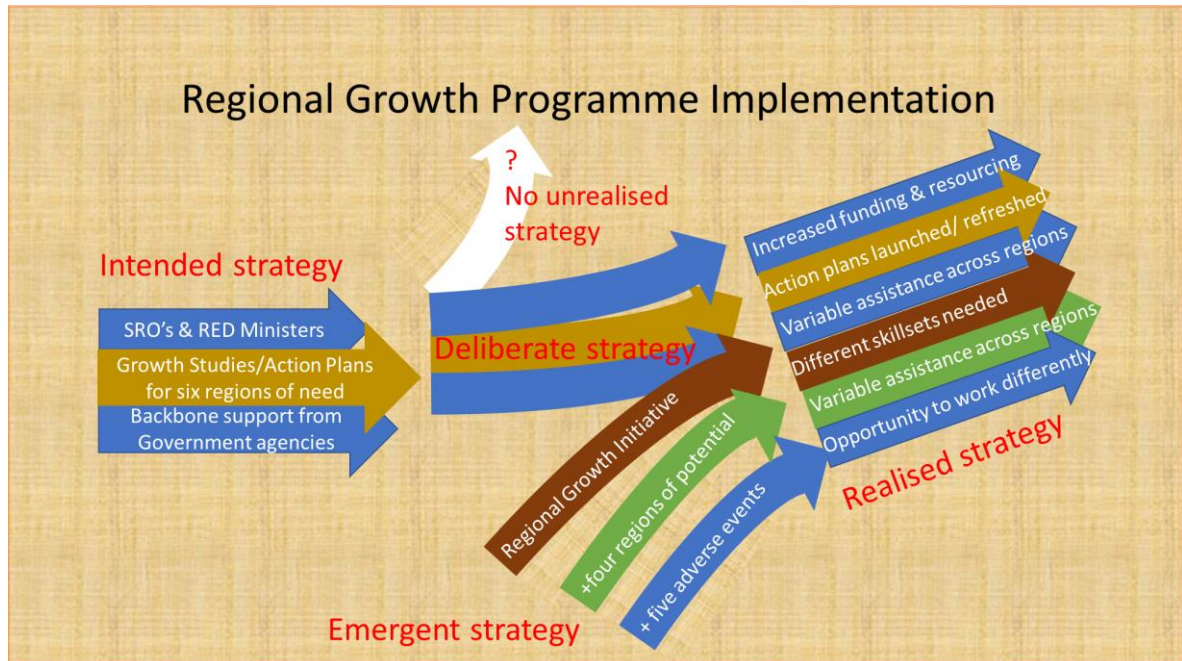 Regional Growth Programme Implementation
?
No unrealised
strategy
Intended strategy
SRO's & RED Ministers
Growth Studies/Action Plans
for six regions of need
Backbone support from
Government agencies
Deliberate strategy
Regional Growth Initiative
+four regions of potential
+ five adverse events
Emergent strategy
Increased funding & resourcing
Action plans launched/ refreshed
Variable assistance across regions
Different skillsets needed
Variable assistance across regions
Opportunity to work differently
Realised strategy